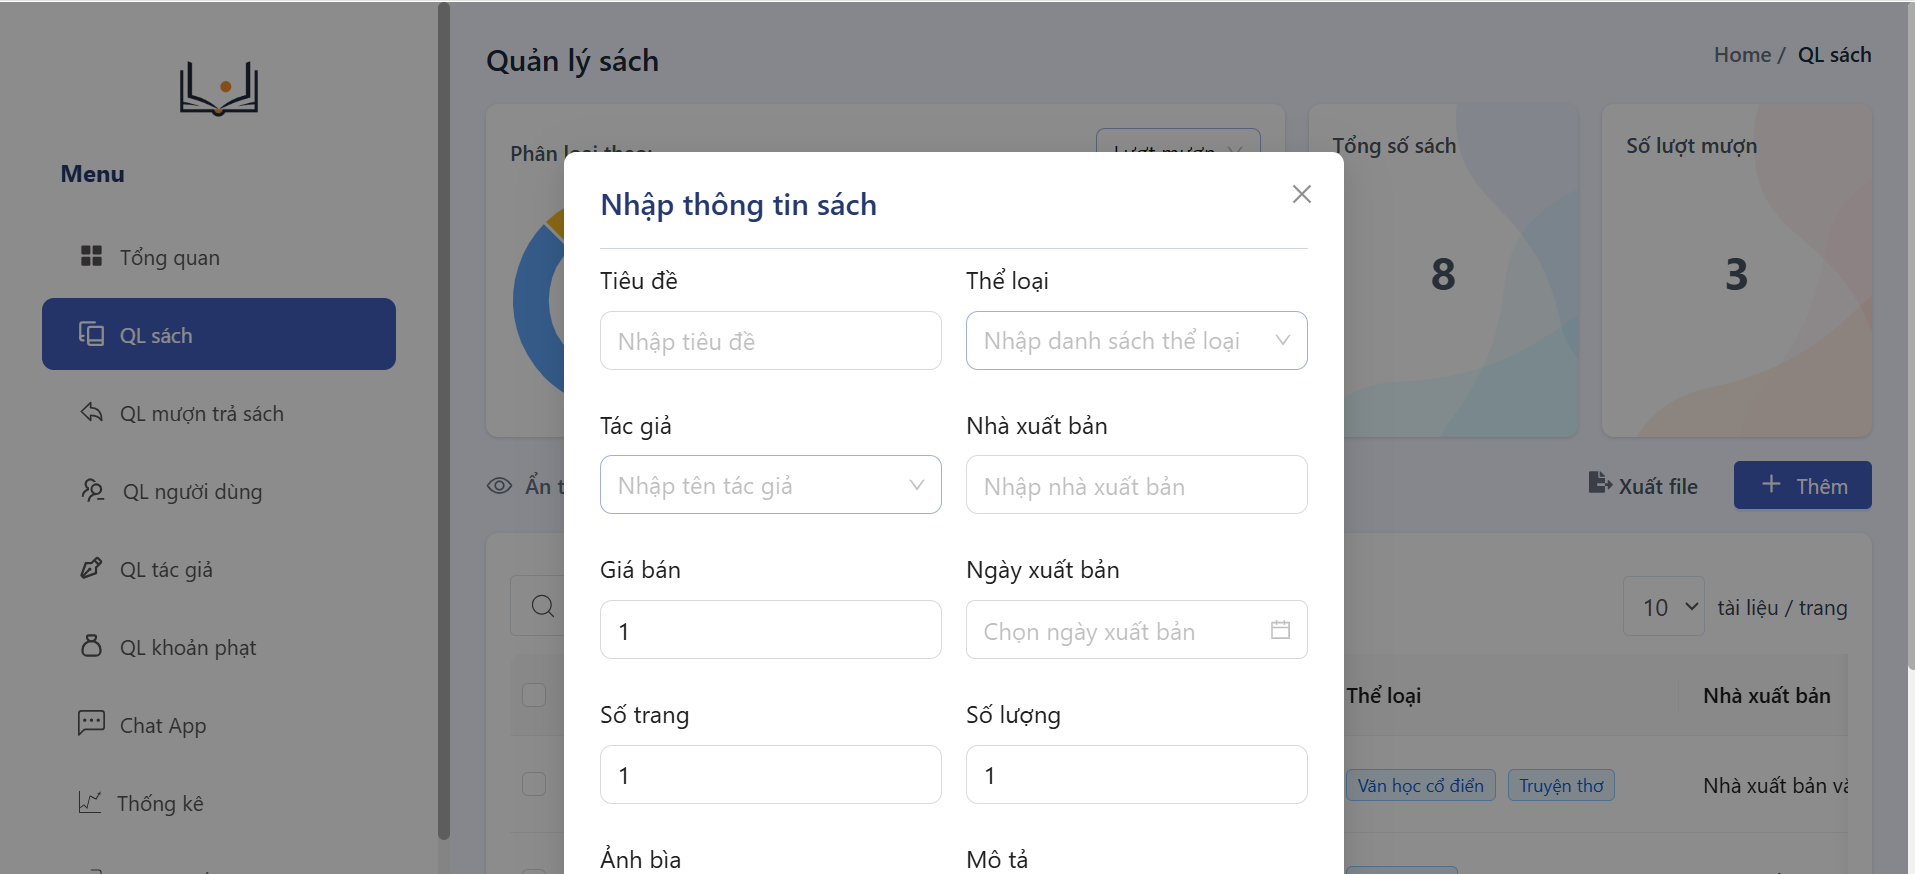 Menu
Tổng quan
QL sách
QL mượn trả sách
QL người dùng
QL tác giả
QL khoản phạt
Chat App
Thống kê
Quản lý sách
Home / QL sách
Phân loại theo:
Lượt mượn
Tổng số sách
8
Số lượt mượn
3
Ẩn t
Xuất file
Thêm
10
tài liệu / trang
Thể loại
Nhà xuất bản
Văn học cổ điển
Truyện thơ
Nhà xuất bản vă
Nhập thông tin sách
Tiêu đề
Thể loại
Nhập tiêu đề
Nhập danh sách thể loại
Tác giả
Nhà xuất bản
Nhập tên tác giả
Nhập nhà xuất bản
Giá bán
Ngày xuất bản
1
Chọn ngày xuất bản
Số trang
Số lượng
1
1
Ảnh bìa
Mô tả